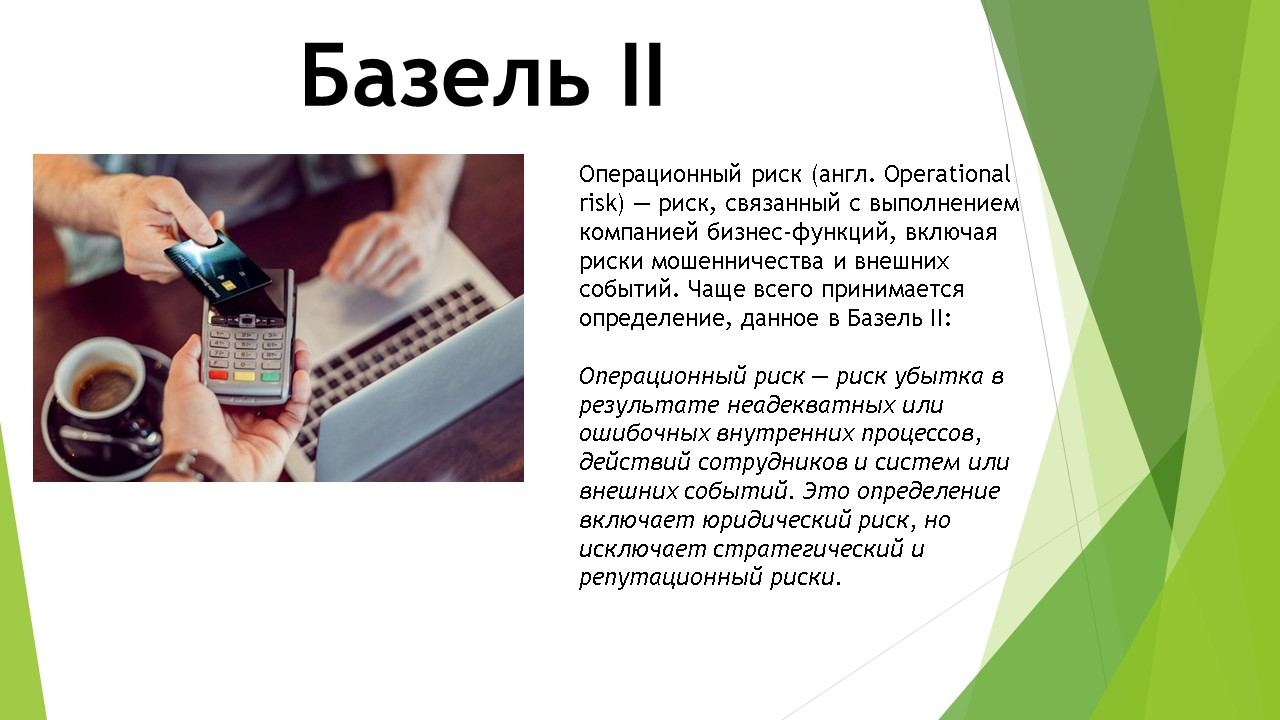 Базель II
Операционный риск (англ. Operational
risk) — риск, связанный с выполнением
компанией бизнес-функций, включая
риски мошенничества и внешних
событий. Чаще всего принимается
определение, данное в Базель II:
Операционный риск — риск убытка в
результате неадекватных или
ошибочных внутренних процессов,
действий сотрудников и систем или
внешних событий. Это определение
включает юридический риск, но
исключает стратегический и
репутационный риски.